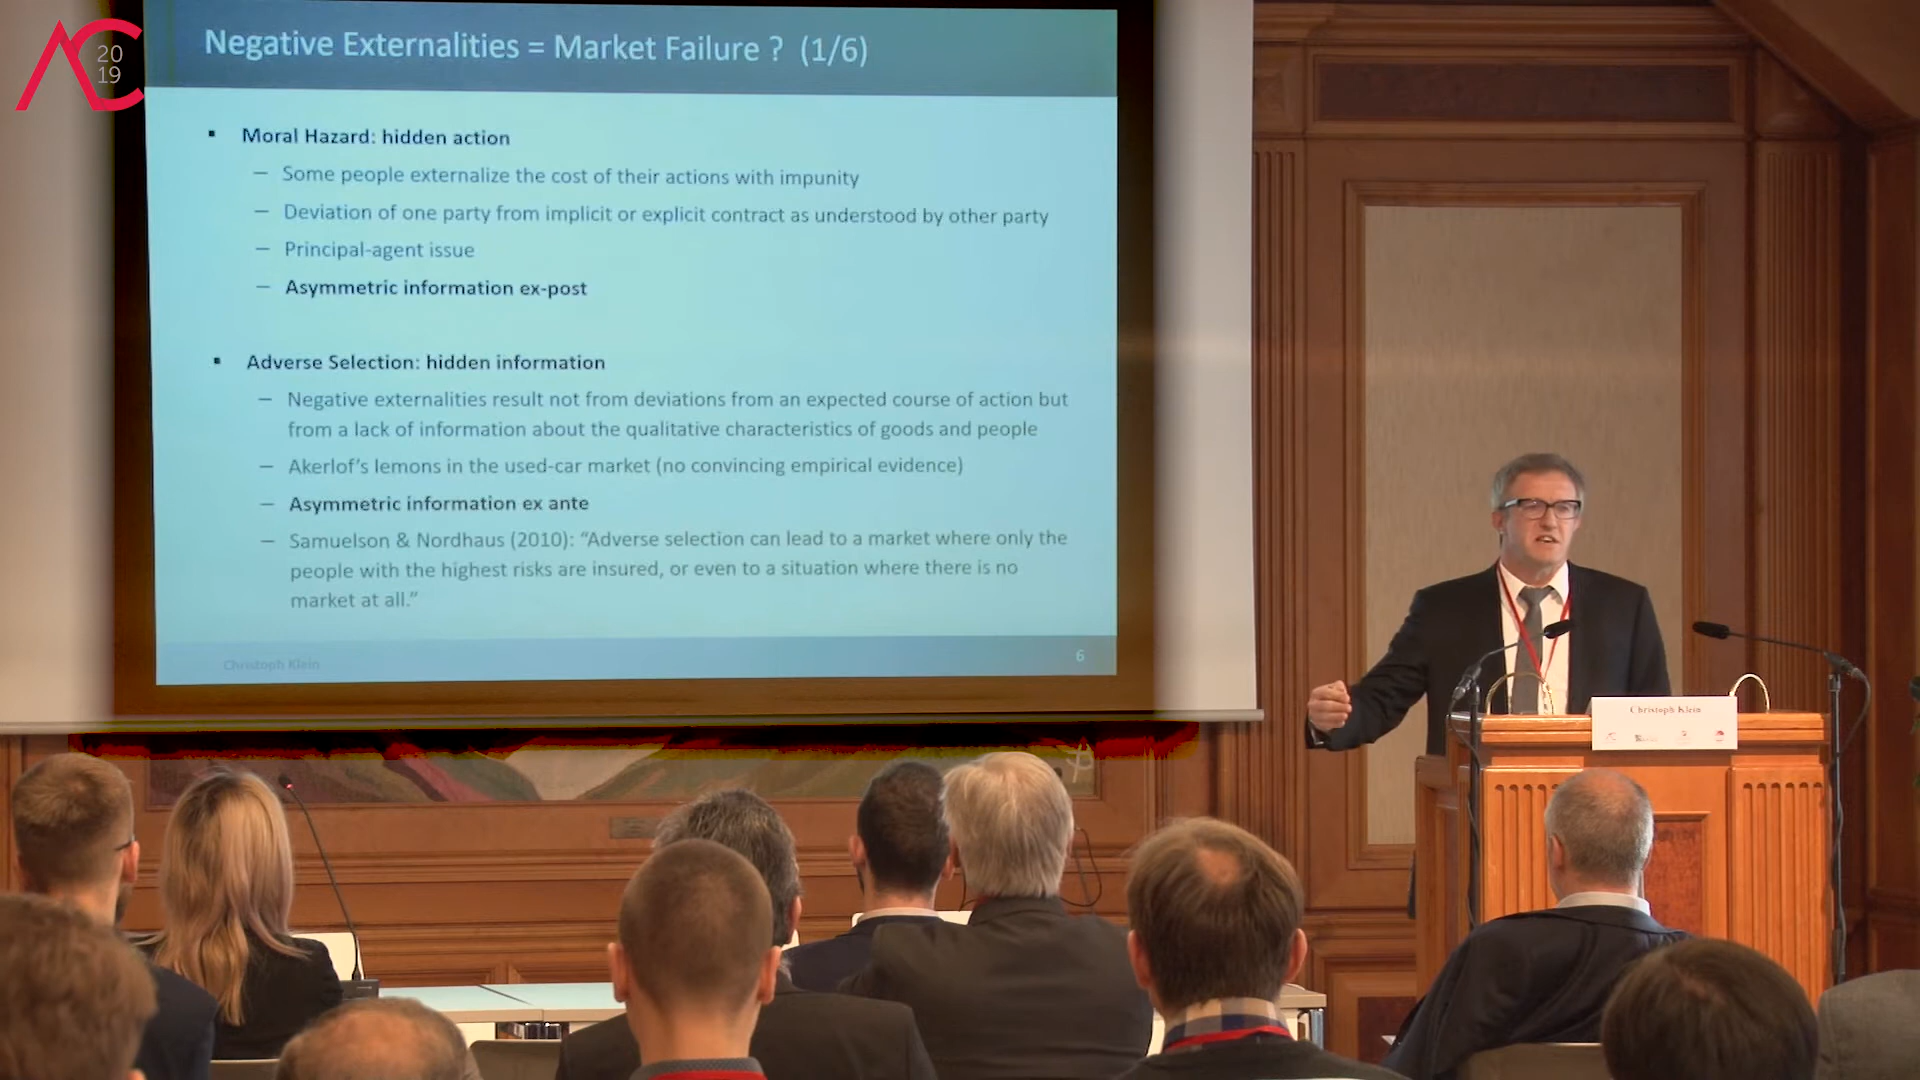 AC
20
19
Negative Externalities = Market Failure ? (1/6)
▪ Moral Hazard: hidden action
– Some people externalize the cost of their actions with impunity
– Deviation of one party from implicit or explicit contract as understood by other party
– Principal-agent issue
– Asymmetric information ex-post
▪ Adverse Selection: hidden information
– Negative externalities result not from deviations from an expected course of action but
from a lack of information about the qualitative characteristics of goods and people
– Akerlof's lemons in the used-car market (no convincing empirical evidence)
– Asymmetric information ex ante
– Samuelson & Nordhaus (2010): “Adverse selection can lead to a market where only the
people with the highest risks are insured, or even to a situation where there is no
market at all.”
Christoph Klein
6
Christoph Klein